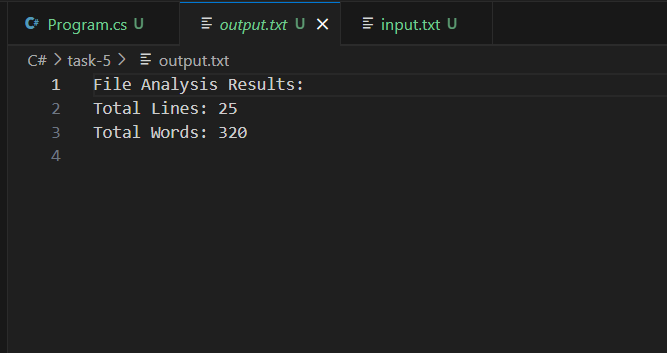 Program.cs U output.txt U input.txt U
C# > task-5 > output.txt
1 File Analysis Results:
2 Total Lines: 25
3 Total Words: 320
4